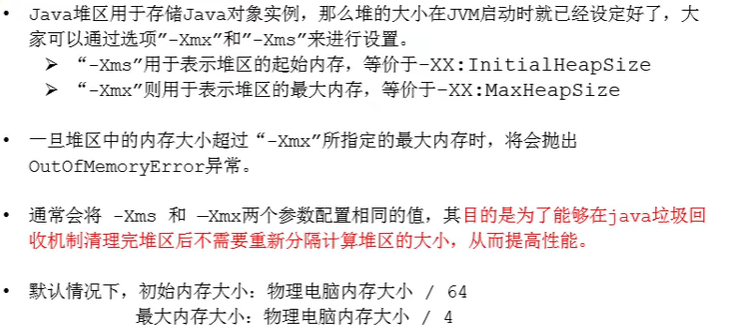 • Java堆区用于存储Java对象实例，那么堆的大小在JVM启动时就已经设定好了，大
家可以通过选项"-Xmx"和"-Xms"来进行设置。
➢ “-Xms"用于表示堆区的起始内存，等价于-XX:InitialHeapSize
➢ “-Xmx"则用于表示堆区的最大内存，等价于-XX:MaxHeapSize
• 一旦堆区中的内存大小超过“-Xmx"所指定的最大内存时，将会抛出
OutOfMemoryError异常。
• 通常会将 -Xms 和 –Xmx两个参数配置相同的值，其目的是为了能够在java垃圾回
收机制清理完堆区后不需要重新分隔计算堆区的大小，从而提高性能。
• 默认情况下，初始内存大小：物理电脑内存大小 / 64
最大内存大小：物理电脑内存大小 / 4